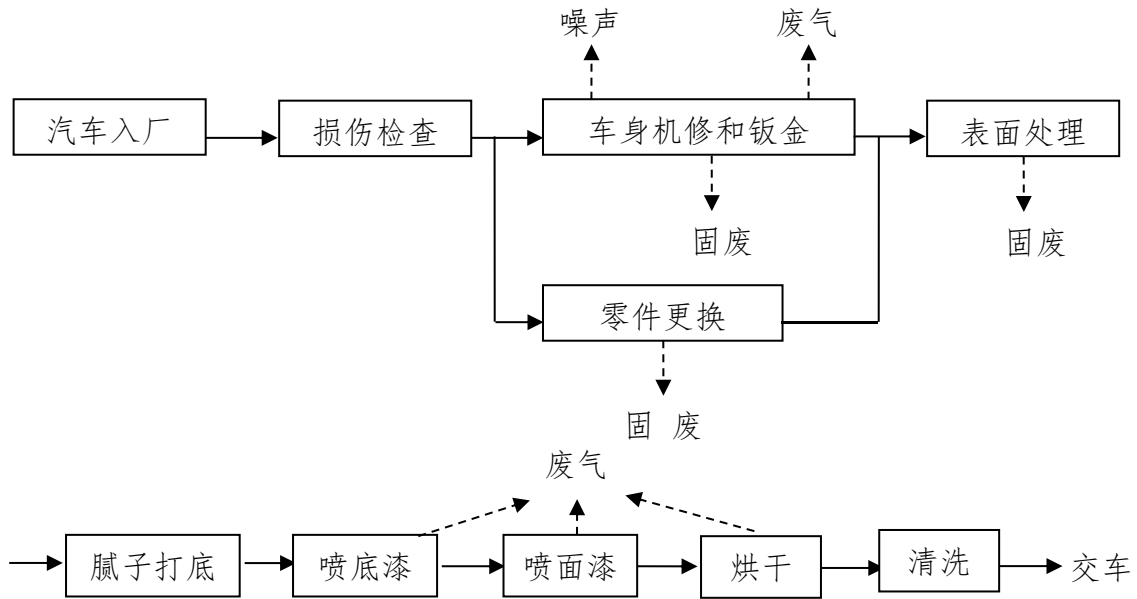 噪声 废气
汽车入厂 损伤检查 车身机修和钣金 表面处理
固废 固废
零件更换
固 废
废气
腻子打底 喷底漆 喷面漆 烘干 清洗 交车